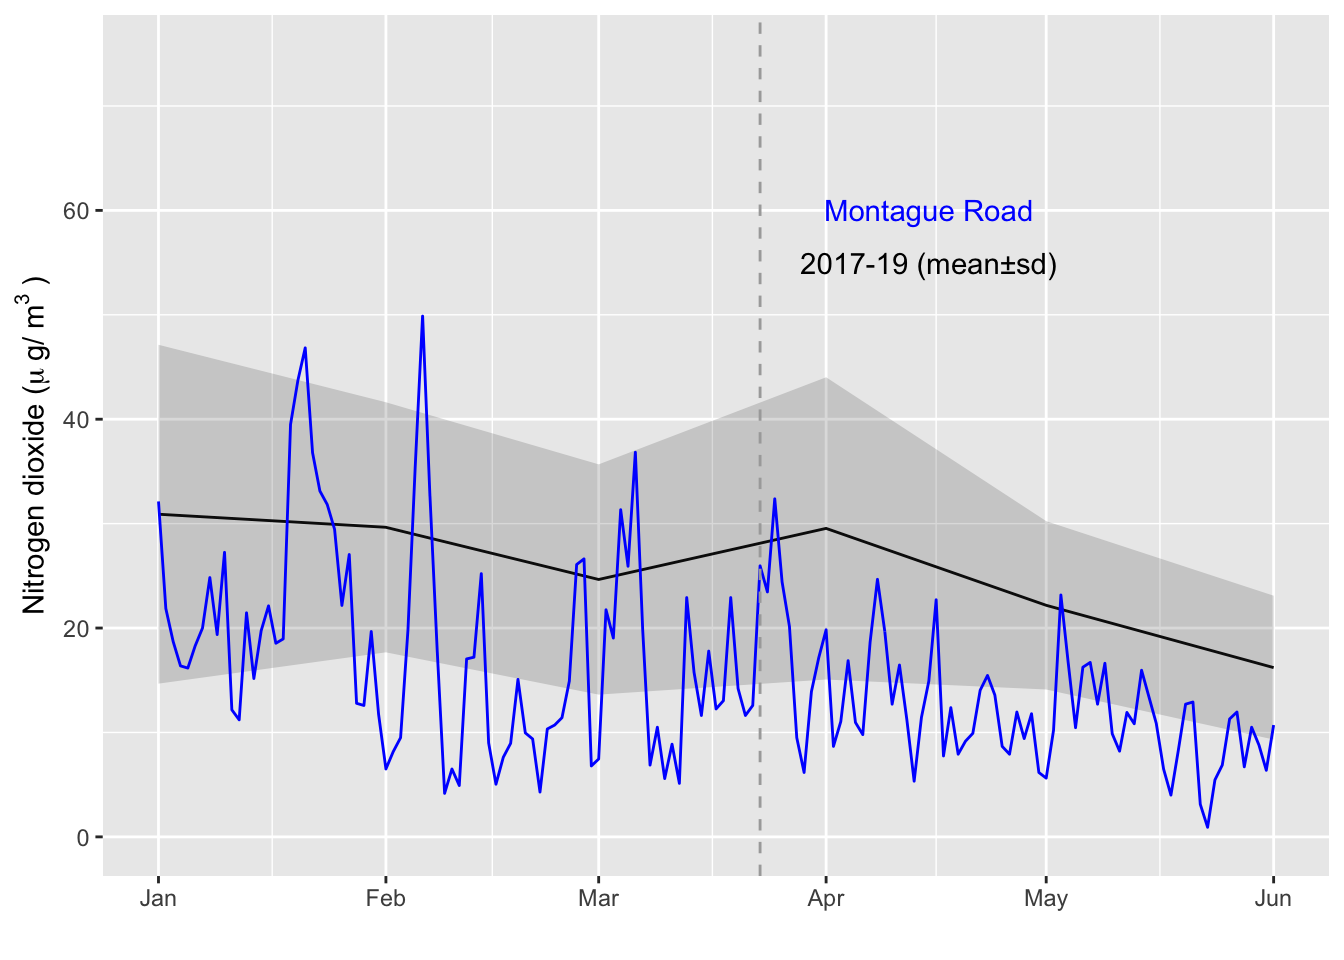 Nitrogen dioxide (μ g/ m³ )
60
40
20
0
Montague Road
2017-19 (mean±sd)
Jan Feb Mar Apr May Jun